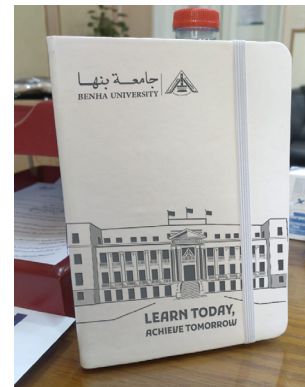 جامعة بنها
BENHA UNIVERSITY
LEARN TODAY,
ACHIEVE TOMORROW